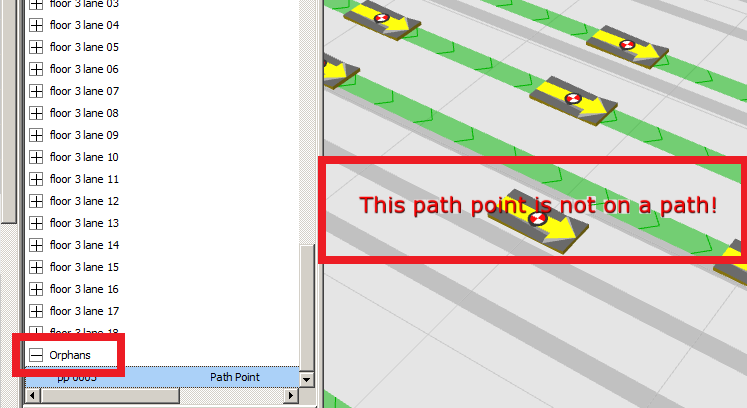 floor 3 lane 03
floor 3 lane 04
floor 3 lane 05
floor 3 lane 06
floor 3 lane 07
floor 3 lane 08
floor 3 lane 09
floor 3 lane 10
floor 3 lane 11
floor 3 lane 12
floor 3 lane 13
floor 3 lane 14
floor 3 lane 15
floor 3 lane 16
floor 3 lane 17
floor 3 lane 18
Orphans
pp 0005 Path Point
This path point is not on a path!